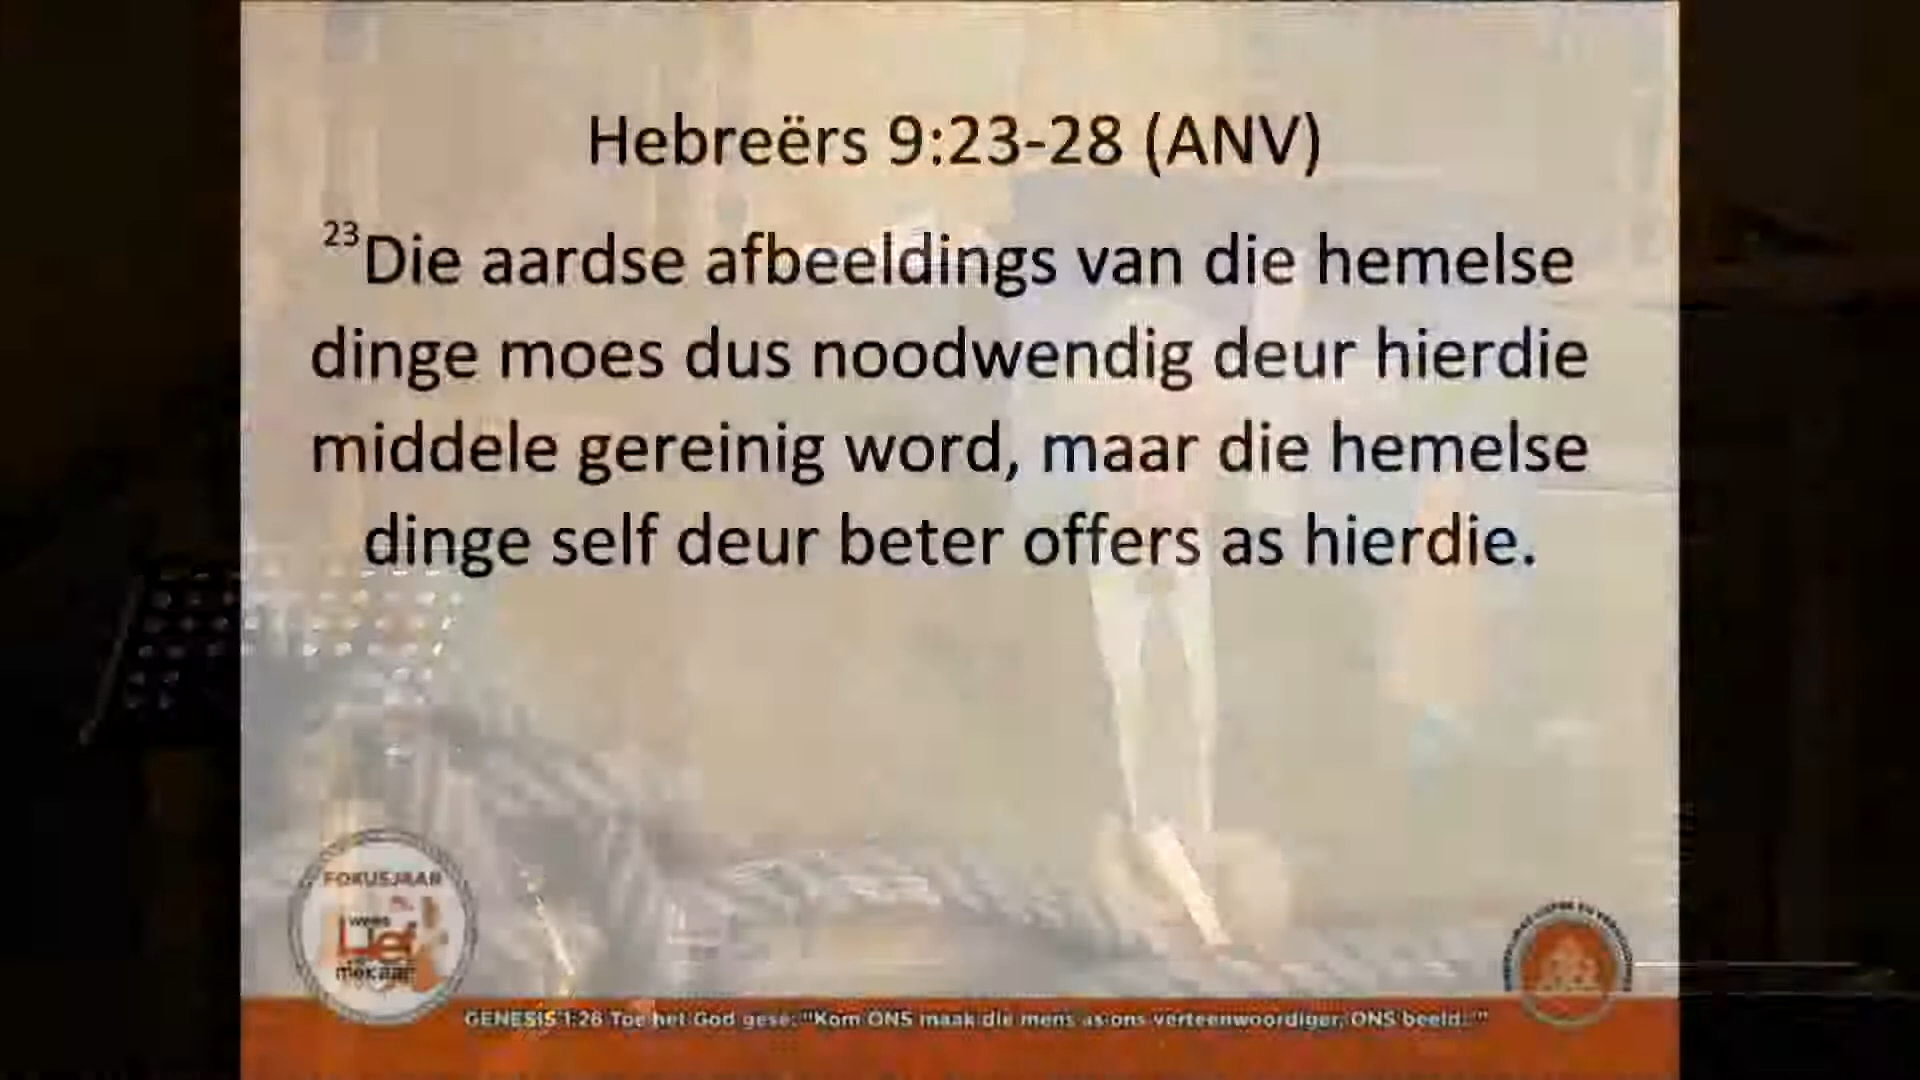 Hebreërs 9:23-28 (ANV)
23Die aardse afbeeldings van die hemelse
dinge moes dus noodwendig deur hierdie
middele gereinig word, maar die hemelse
dinge self deur beter offers as hierdie.
FOKUSJAAR
wees
Lief
mekaar
GENESIS 1:26 Toe het God gesê: "Kom ONS maak die mens as ons verteenwoordiger, ONS beeld..."